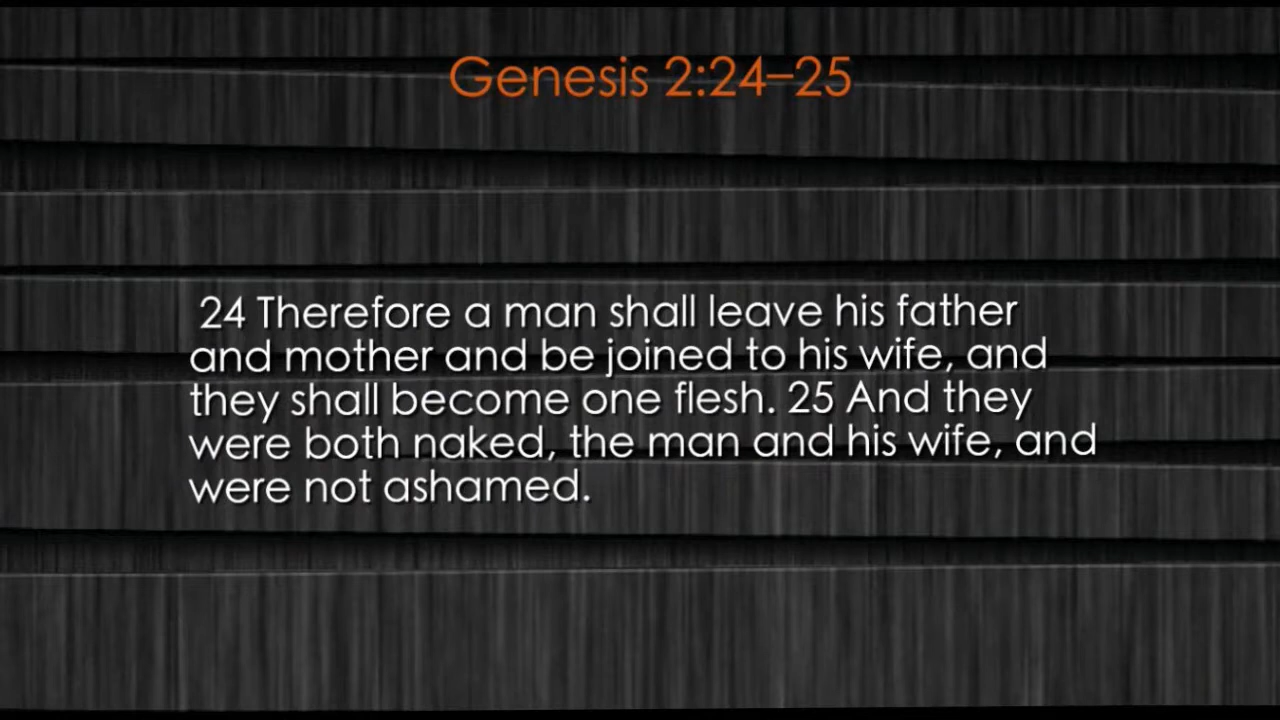 Genesis 2:24–25
24 Therefore a man shall leave his father
and mother and be joined to his wife, and
they shall become one flesh. 25 And they
were both naked, the man and his wife, and
were not ashamed.